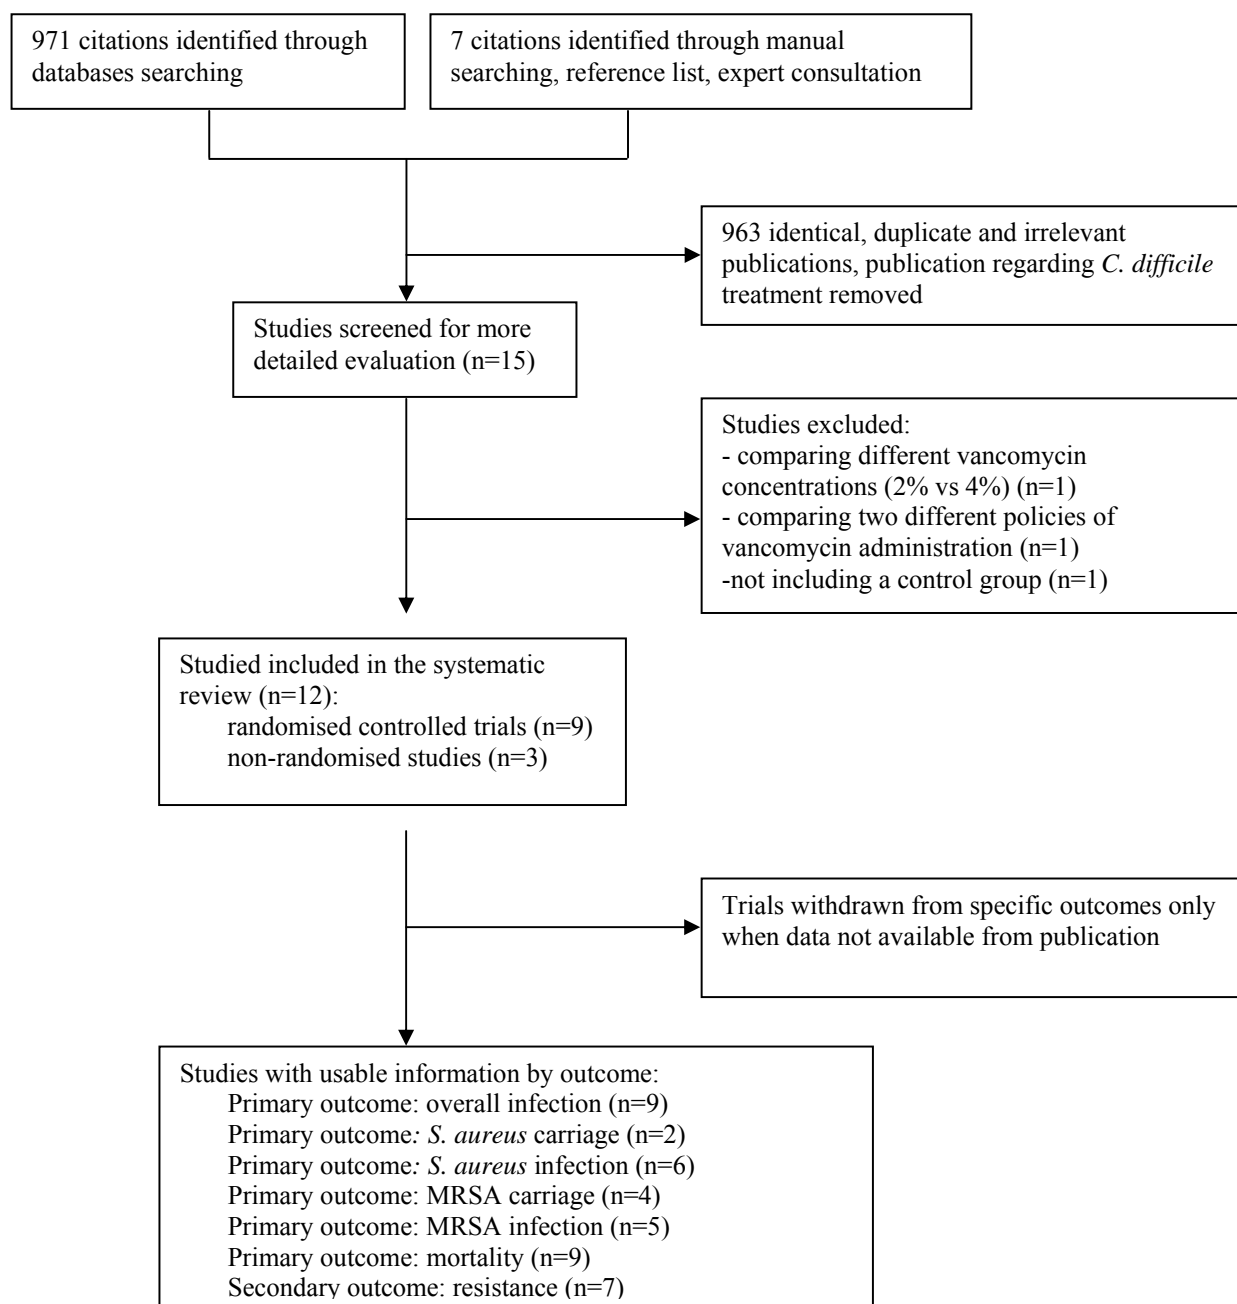 971 citations identified through
databases searching
7 citations identified through manual
searching, reference list, expert consultation
963 identical, duplicate and irrelevant
publications, publication regarding C. difficile
treatment removed
Studies screened for more
detailed evaluation (n=15)
Studies excluded:
- comparing different vancomycin
concentrations (2% vs 4%) (n=1)
- comparing two different policies of
vancomycin administration (n=1)
-not including a control group (n=1)
Studied included in the systematic
review (n=12):
randomised controlled trials (n=9)
non-randomised studies (n=3)
Trials withdrawn from specific outcomes only
when data not available from publication
Studies with usable information by outcome:
Primary outcome: overall infection (n=9)
Primary outcome: S. aureus carriage (n=2)
Primary outcome: S. aureus infection (n=6)
Primary outcome: MRSA carriage (n=4)
Primary outcome: MRSA infection (n=5)
Primary outcome: mortality (n=9)
Secondary outcome: resistance (n=7)